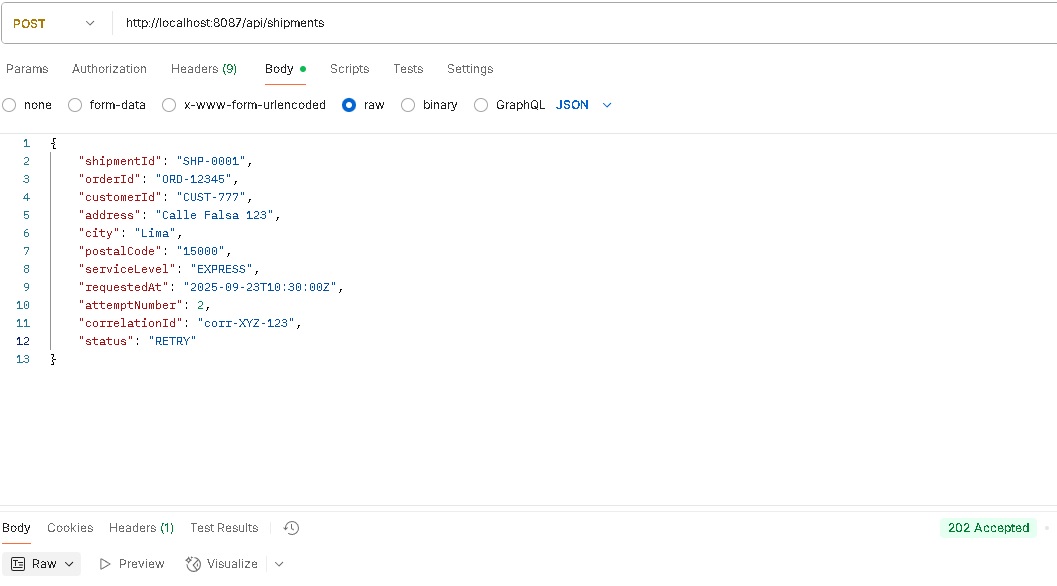 POST http://localhost:8087/api/shipments
Params Authorization Headers (9) Body Scripts Tests Settings
none form-data x-www-form-urlencoded raw binary GraphQL JSON
1 {
2 "shipmentId": "SHP-0001",
3 "orderId": "ORD-12345",
4 "customerId": "CUST-777",
5 "address": "Calle Falsa 123",
6 "city": "Lima",
7 "postalCode": "15000",
8 "serviceLevel": "EXPRESS",
9 "requestedAt": "2025-09-23T10:30:00Z",
10 "attemptNumber": 2,
11 "correlationId": "corr-XYZ-123",
12 "status": "RETRY"
13 }
Body Cookies Headers (1) Test Results 202 Accepted
Raw Preview Visualize